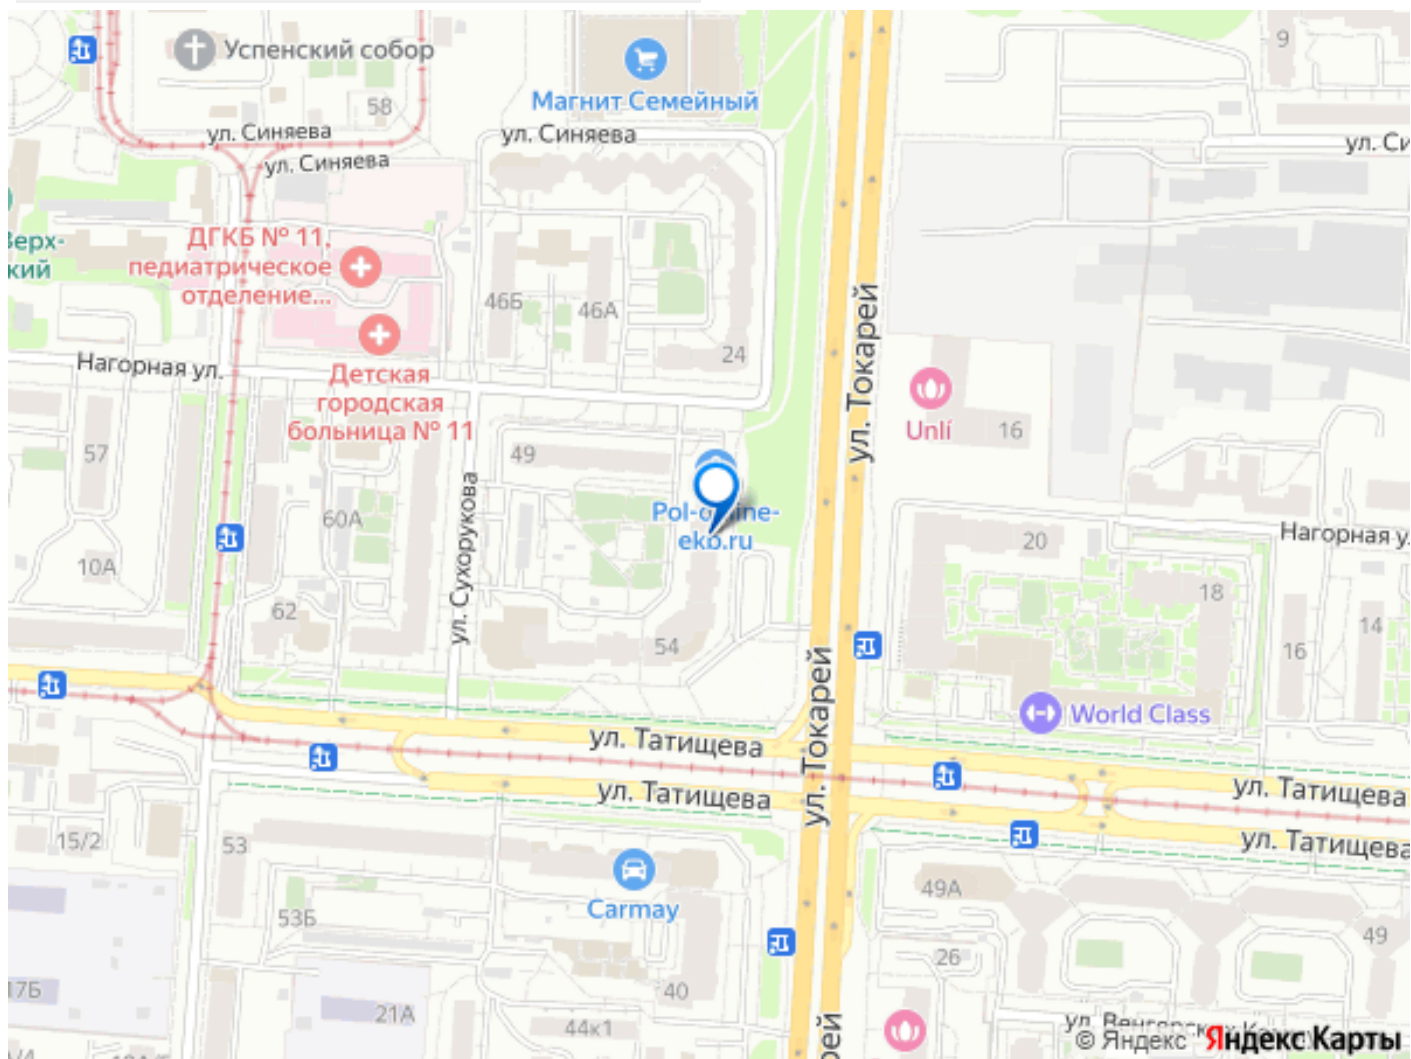 Успенский собор
Магнит Семейный
9
58
ул. Синяева
ул. Синяева
ул. Синяева
ул. Си
Верх-
кий
ДГКБ № 11,
педиатрическое
отделение...
46Б
46А
24
ул. Токарей
Нагорная ул.
Детская
городская
больница № 11
Unlí
16
57
49
ул. Сухорукова
Pol-online-
ekb.ru
60А
10А
62
54
20
18
Нагорная у
14
16
World Class
ул. Токарей
ул. Татищева
ул. Татищева
ул. Татищева
ул. Татищева
15/2
53
53Б
Carmay
49А
49
26
17Б
21А
40
44к1
рей
© Яндекс
Яндекс Карты